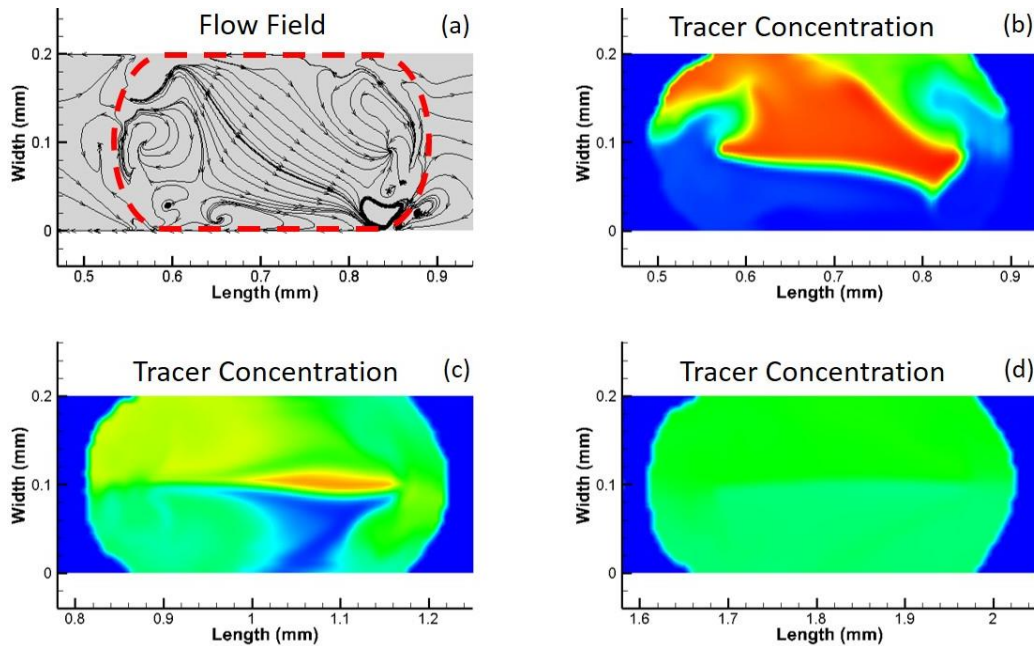 Flow Field (a)
0.2
0.1
0
Width (mm)
0.5 0.6 0.7 0.8 0.9
Length (mm)
Tracer Concentration (b)
0.2
0.1
0
Width (mm)
0.5 0.6 0.7 0.8 0.9
Length (mm)
Tracer Concentration (c)
0.2
0.1
0
Width (mm)
0.8 0.9 1 1.1 1.2
Length (mm)
Tracer Concentration (d)
0.2
0.1
0
Width (mm)
1.6 1.7 1.8 1.9 2
Length (mm)